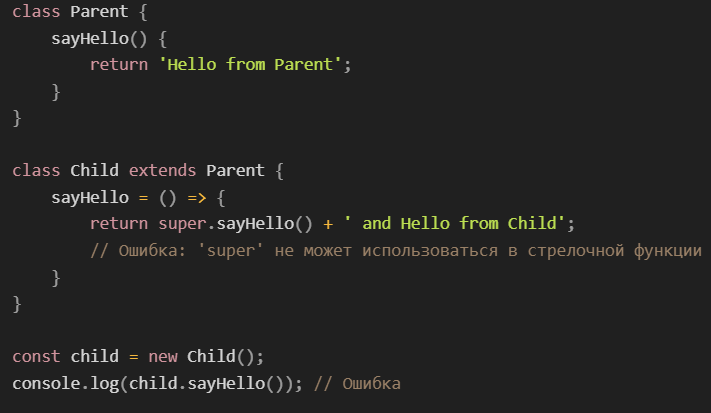 class Parent {
    sayHello() {
        return 'Hello from Parent';
    }
}

class Child extends Parent {
    sayHello = () => {
        return super.sayHello() + ' and Hello from Child';
        // Ошибка: 'super' не может использоваться в стрелочной функции
    }
}

const child = new Child();
console.log(child.sayHello()); // Ошибка